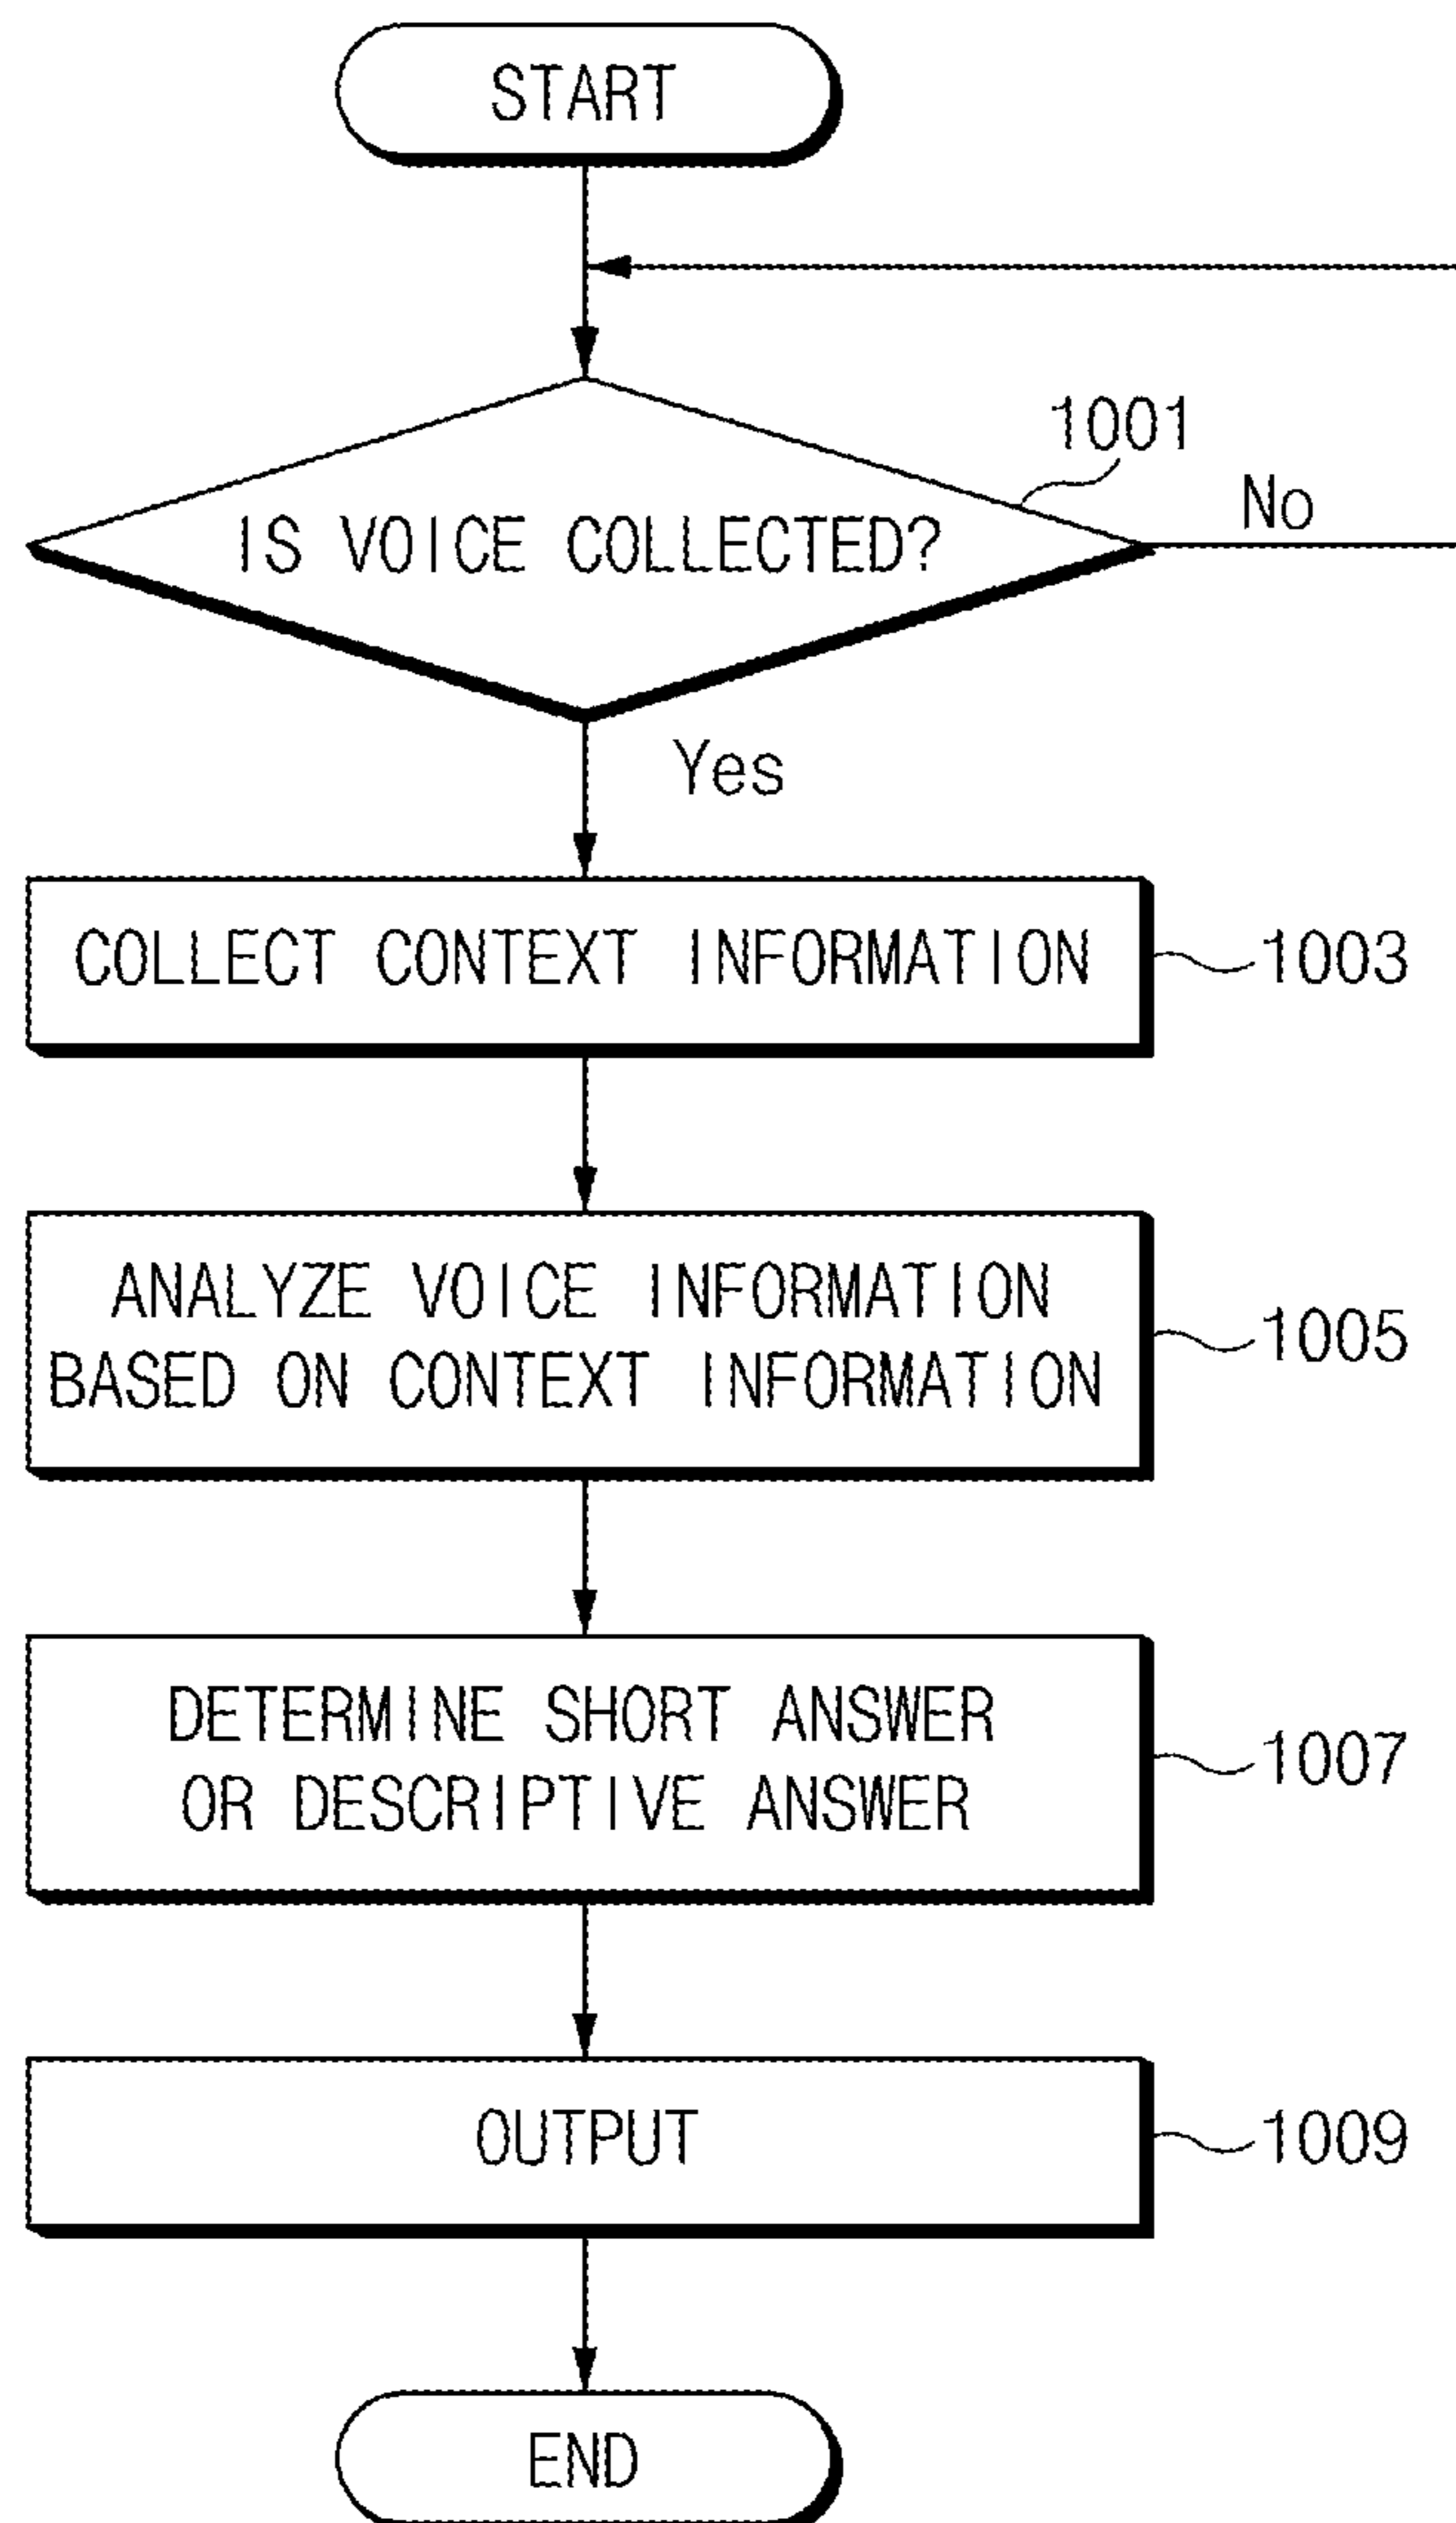 START
1001
IS VOICE COLLECTED?
No
Yes
COLLECT CONTEXT INFORMATION
1003
ANALYZE VOICE INFORMATION
BASED ON CONTEXT INFORMATION
1005
DETERMINE SHORT ANSWER
OR DESCRIPTIVE ANSWER
1007
OUTPUT
1009
END